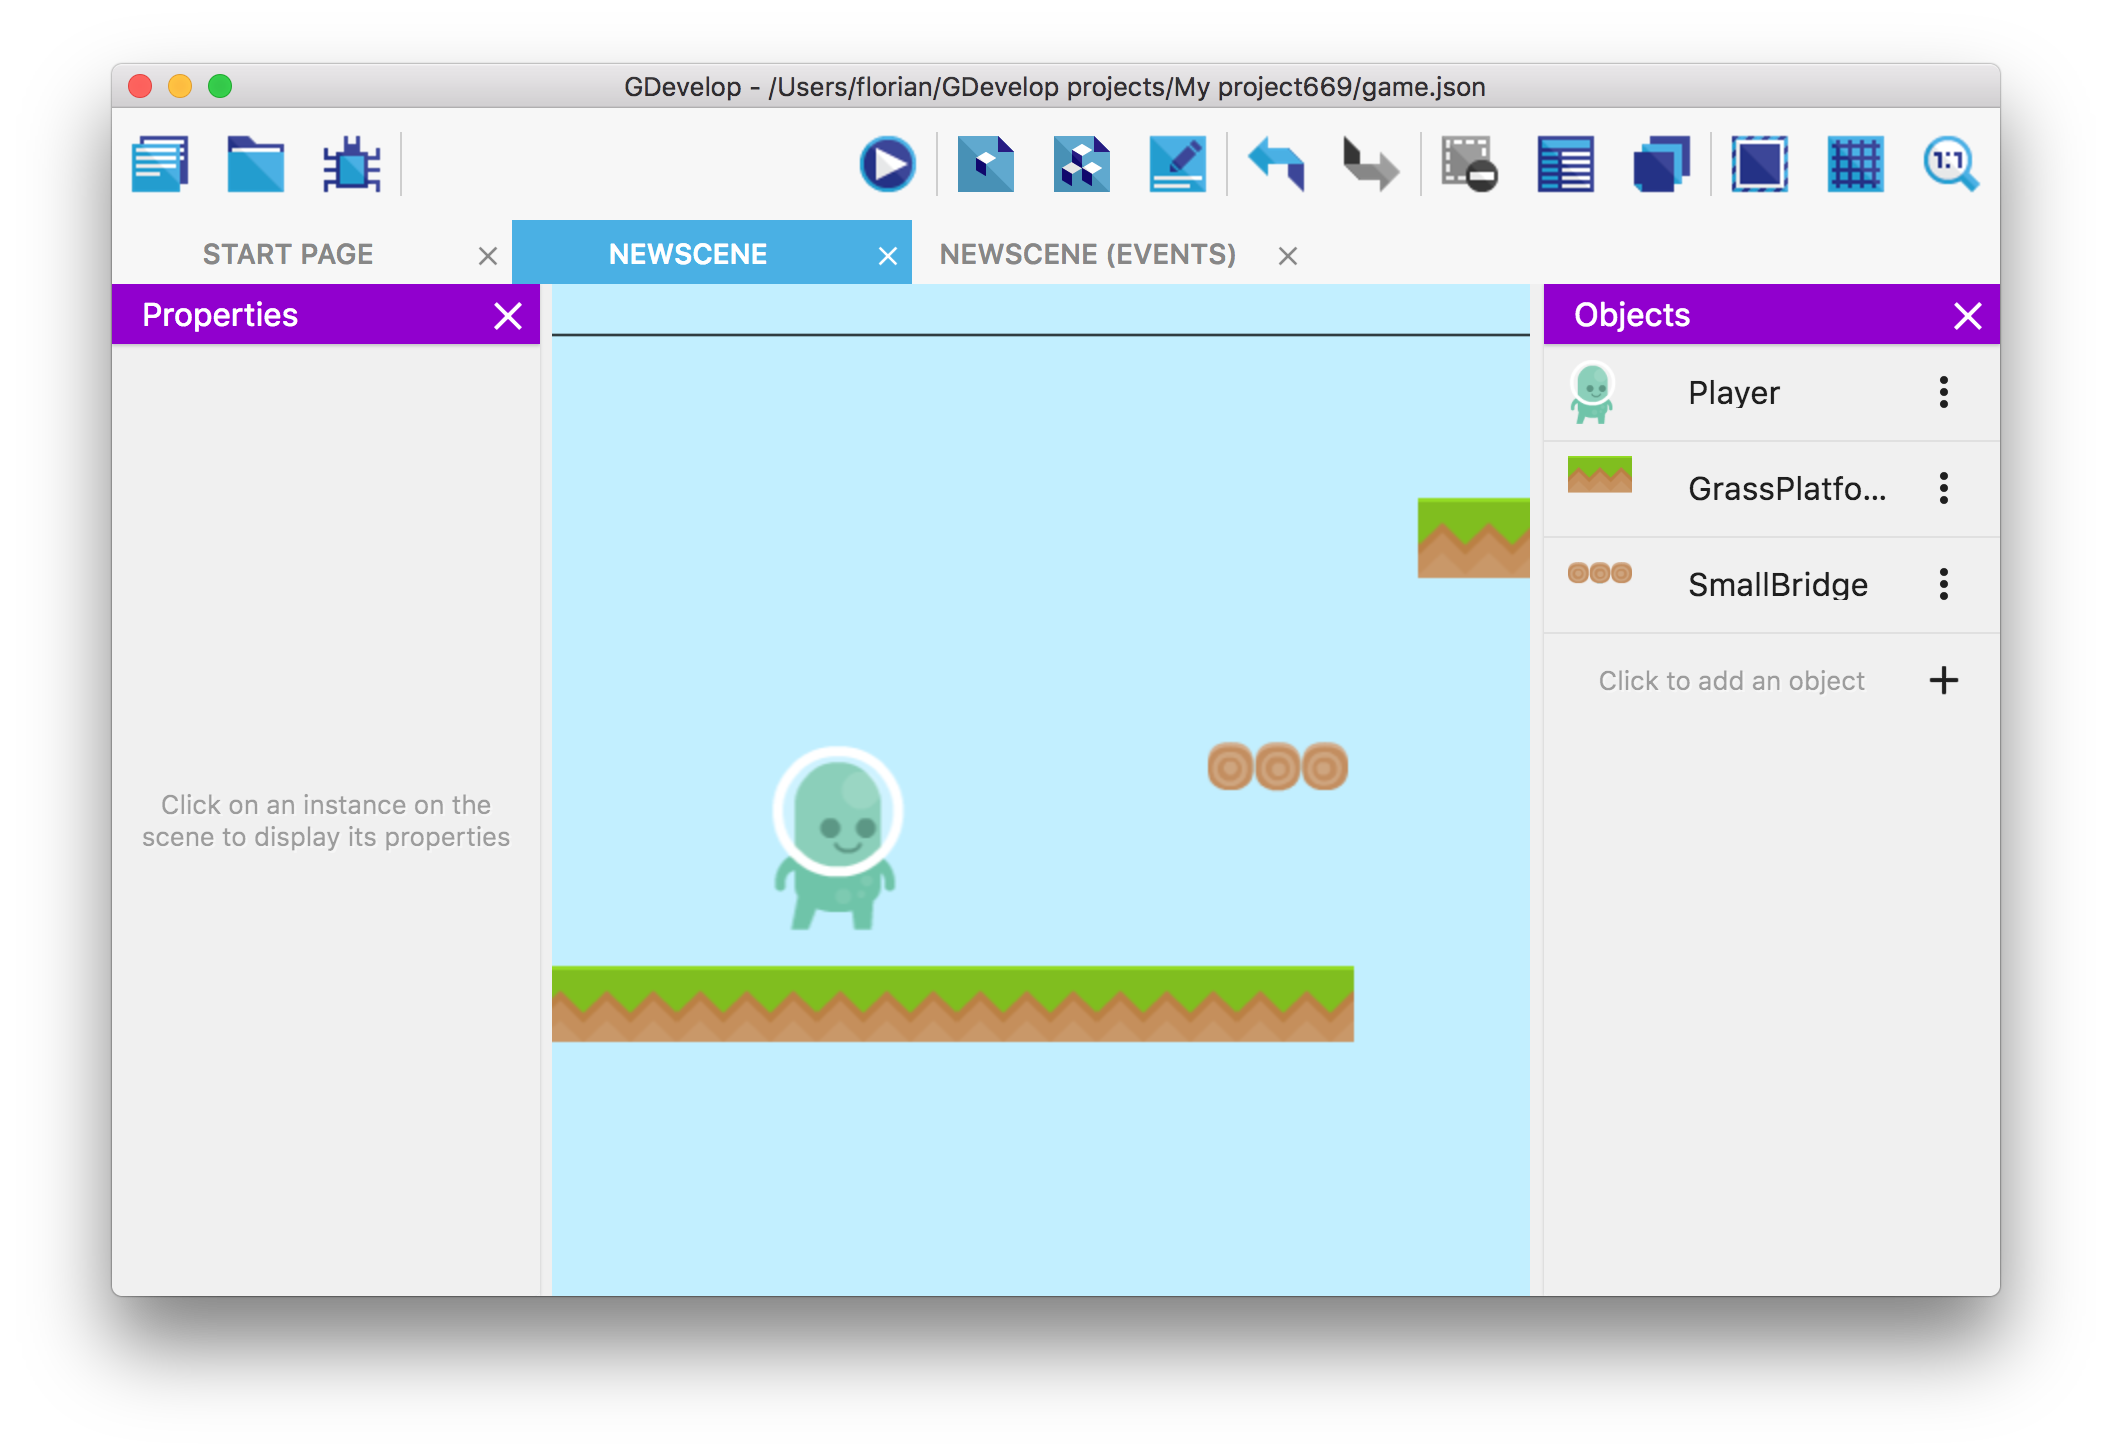 GDevelop - /Users/florian/GDevelop projects/My project669/game.json
1:1
START PAGE
NEWSCENE
NEWSCENE (EVENTS)
Properties
Objects
Player
GrassPlatfo...
SmallBridge
Click to add an object
Click on an instance on the
scene to display its properties